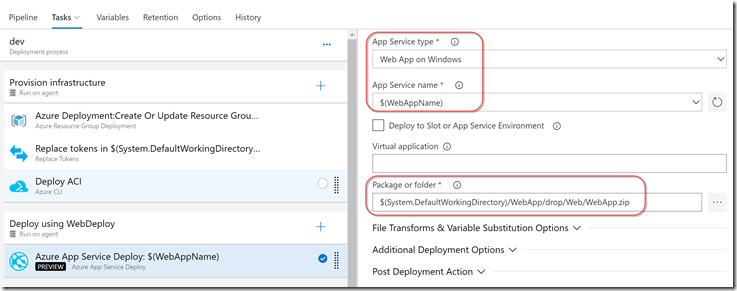 Pipeline Tasks Variables Retention Options History
dev
Deployment process
Provision infrastructure
Run on agent
Azure Deployment:Create Or Update Resource Grou...
Azure Resource Group Deployment
Replace tokens in $(System.DefaultWorkingDirectory...
Replace Tokens
Deploy ACI
Azure CLI
Deploy using WebDeploy
Run on agent
Azure App Service Deploy: $(WebAppName)
PREVIEW Azure App Service Deploy
App Service type *
Web App on Windows
App Service name *
$(WebAppName)
Deploy to Slot or App Service Environment
Virtual application
Package or folder *
$(System.DefaultWorkingDirectory)/WebApp/drop/Web/WebApp.zip
File Transforms & Variable Substitution Options
Additional Deployment Options
Post Deployment Action